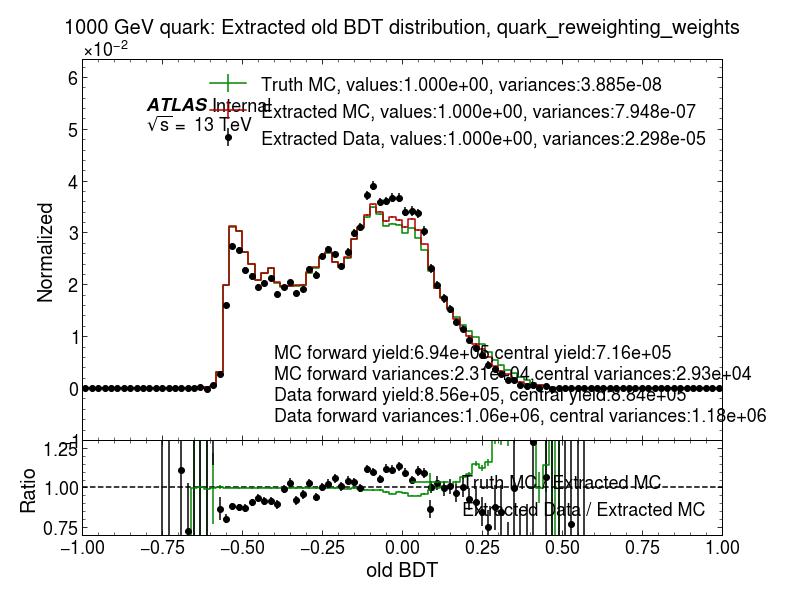 1000 GeV quark: Extracted old BDT distribution, quark_reweighting_weights
×10⁻²
6
5
4
3
2
1
0
−1
Normalized
ATLAS Internal
√s = 13 TeV
Truth MC, values:1.000e+00, variances:3.885e-08
Extracted MC, values:1.000e+00, variances:7.948e-07
Extracted Data, values:1.000e+00, variances:2.298e-05
MC forward yield:6.94e+05, central yield:7.16e+05
MC forward variances:2.31e+04, central variances:2.93e+04
Data forward yield:8.56e+05, central yield:8.84e+05
Data forward variances:1.06e+06, central variances:1.18e+06
1.25
1.00
0.75
Ratio
Truth MC / Extracted MC
Extracted Data / Extracted MC
−1.00 −0.75 −0.50 −0.25 0.00 0.25 0.50 0.75 1.00
old BDT